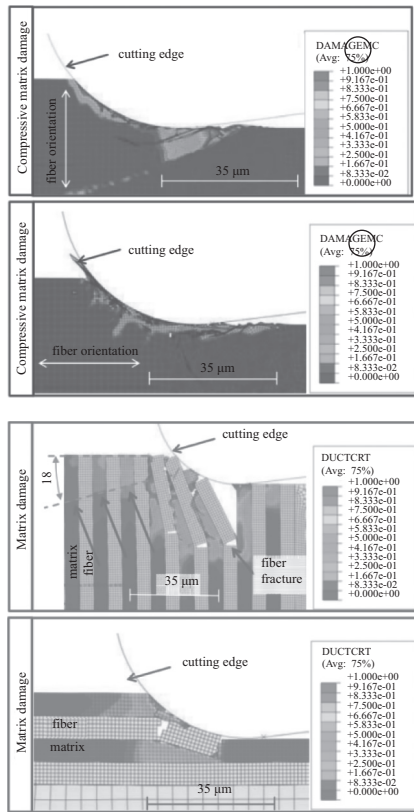 Compressive matrix damage
cutting edge
fiber orientation
35 μm
DAMAGEMC
(Avg: 75%)
+1.000e+00
+9.167e-01
+8.333e-01
+7.500e-01
+6.667e-01
+5.833e-01
+5.000e-01
+4.167e-01
+3.333e-01
+2.500e-01
+1.667e-01
+8.333e-02
+0.000e+00
Compressive matrix damage
cutting edge
fiber orientation
35 μm
DAMAGEMC
(Avg: 75%)
+1.000e+00
+9.167e-01
+8.333e-01
+7.500e-01
+6.667e-01
+5.833e-01
+5.000e-01
+4.167e-01
+3.333e-01
+2.500e-01
+1.667e-01
+8.333e-02
+0.000e+00
Matrix damage
18
cutting edge
matrix
fiber
35 μm
fiber
fracture
DUCTCRT
(Avg: 75%)
+1.000e+00
+9.167e-01
+8.333e-01
+7.500e-01
+6.667e-01
+5.833e-01
+5.000e-01
+4.167e-01
+3.333e-01
+2.500e-01
+1.667e-01
+8.333e-02
+0.000e+00
Matrix damage
cutting edge
fiber
matrix
35 μm
DUCTCRT
(Avg: 75%)
+1.000e+00
+9.167e-01
+8.333e-01
+7.500e-01
+6.667e-01
+5.833e-01
+5.000e-01
+4.167e-01
+3.333e-01
+2.500e-01
+1.667e-01
+8.333e-02
+0.000e+00